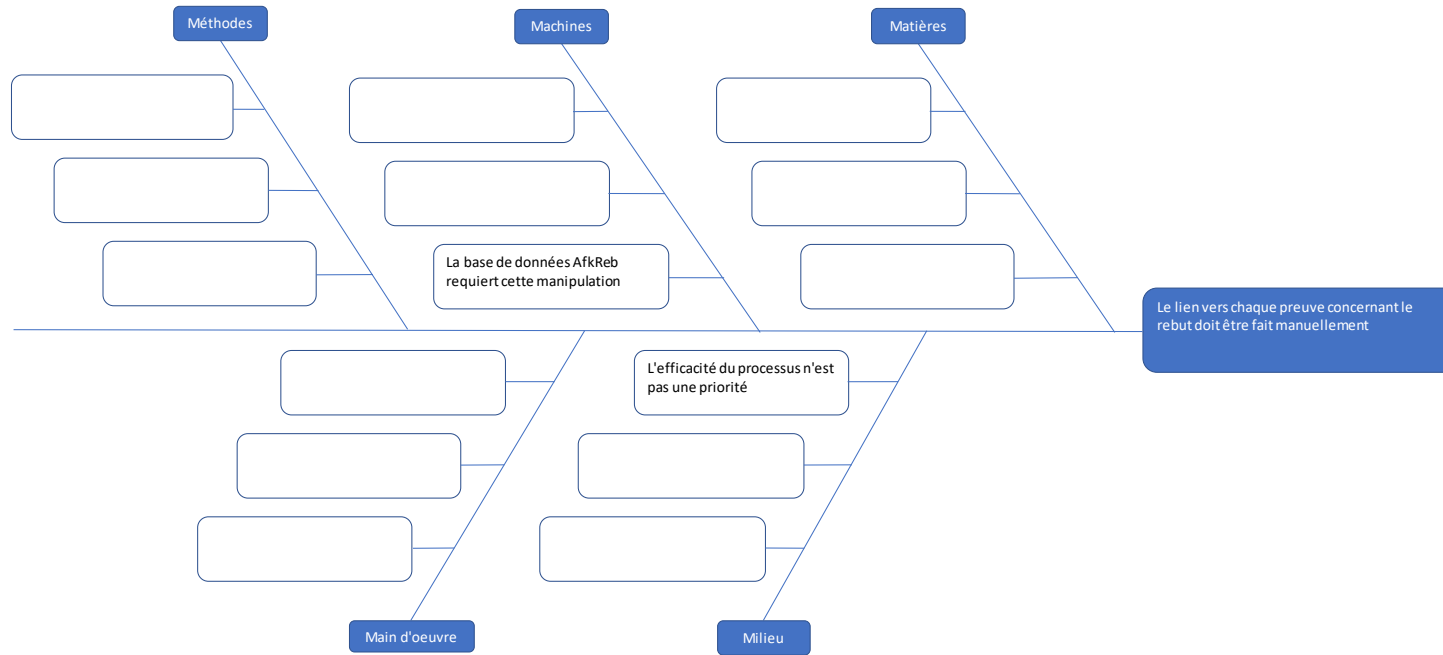 Méthodes
Machines
Matières
La base de données AfkReb
requiert cette manipulation
Le lien vers chaque preuve concernant le
rebut doit être fait manuellement
L'efficacité du processus n'est
pas une priorité
Main d'oeuvre
Milieu